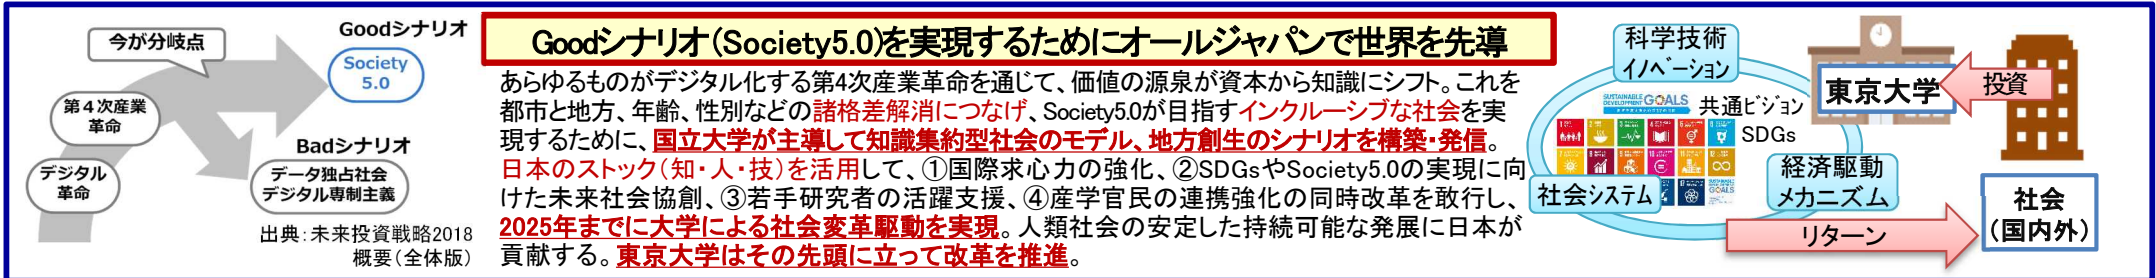 今が分岐点
Goodシナリオ
Society
5.0
第4次産業
革命
Badシナリオ
デジタル
革命
データ独占社会
デジタル専制主義
出典:未来投資戦略2018
概要(全体版)
Goodシナリオ(Society5.0)を実現するためにオールジャパンで世界を先導
あらゆるものがデジタル化する第4次産業革命を通じて、価値の源泉が資本から知識にシフト。これを
都市と地方、年齢、性別などの諸格差解消につなげ、Society5.0が目指すインクルーシブな社会を実
現するために、国立大学が主導して知識集約型社会のモデル、地方創生のシナリオを構築・発信。
日本のストック(知・人・技)を活用して、①国際求心力の強化、②SDGsやSociety5.0の実現に向
けた未来社会協創、③若手研究者の活躍支援、④産学官民の連携強化の同時改革を敢行し、
2025年までに大学による社会変革駆動を実現。人類社会の安定した持続可能な発展に日本が
貢献する。東京大学はその先頭に立って改革を推進。
科学技術
イノベーション
SUSTAINABLE
DEVELOPMENT GOALS
共通ビジョン
SDGs
東京大学
投資
社会システム
経済駆動
メカニズム
リターン
社会
(国内外)